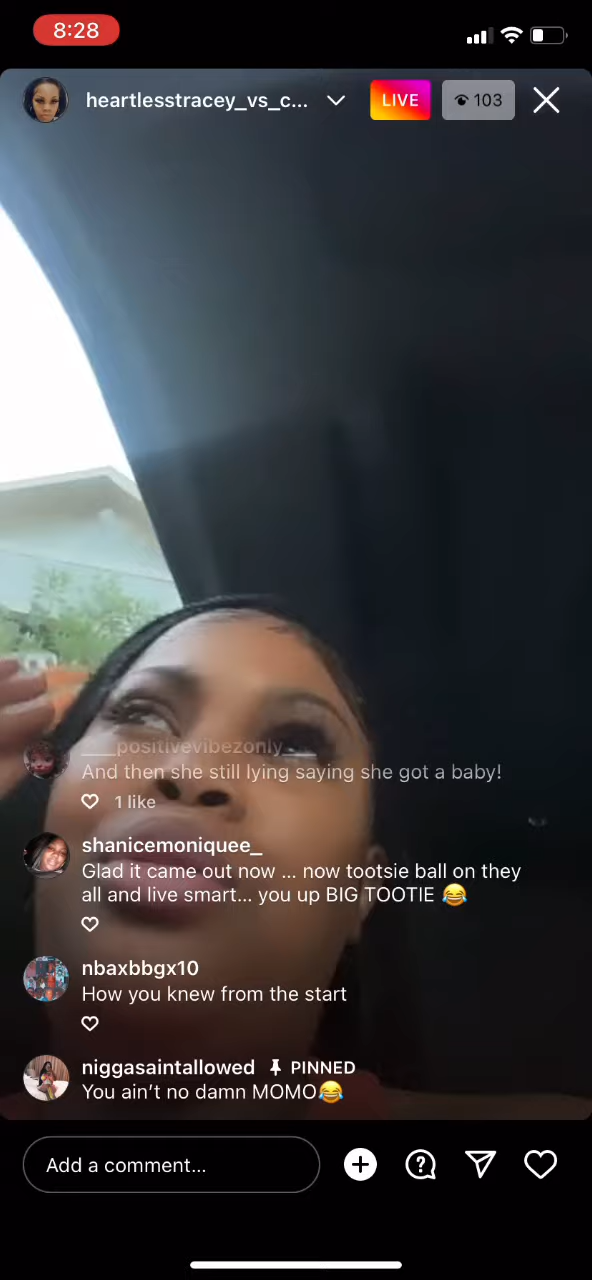 8:28
heartlesstracey_vs_c...
LIVE
103
____positivevibezonly__
And then she still lying saying she got a baby!
1 like
shanicemoniquee_
Glad it came out now ... now tootsie ball on they
all and live smart... you up BIG TOOTIE 😂
nbaxbbgx10
How you knew from the start
niggasaintallowed PINNED
You ain't no damn MOMO😂
Add a comment...